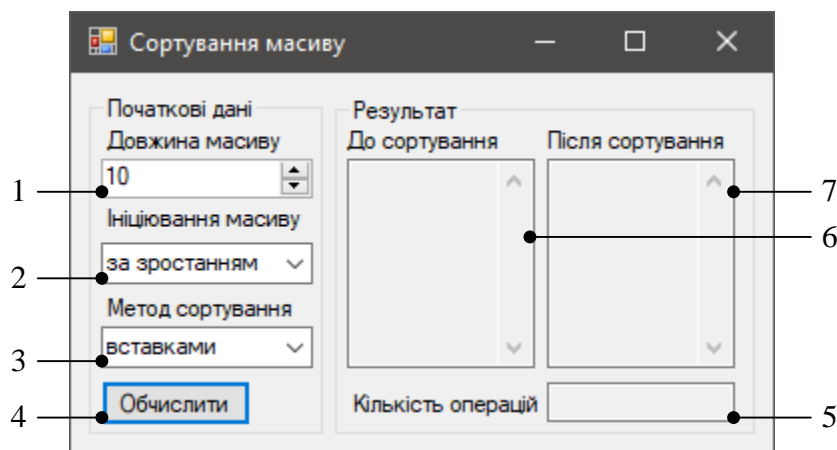 Сортування масиву
Початкові дані
Довжина масиву
1 10
Ініціювання масиву
2 за зростанням
Метод сортування
3 вставками
4 Обчислити
Результат
До сортування Після сортування
7
6
Кількість операцій 5